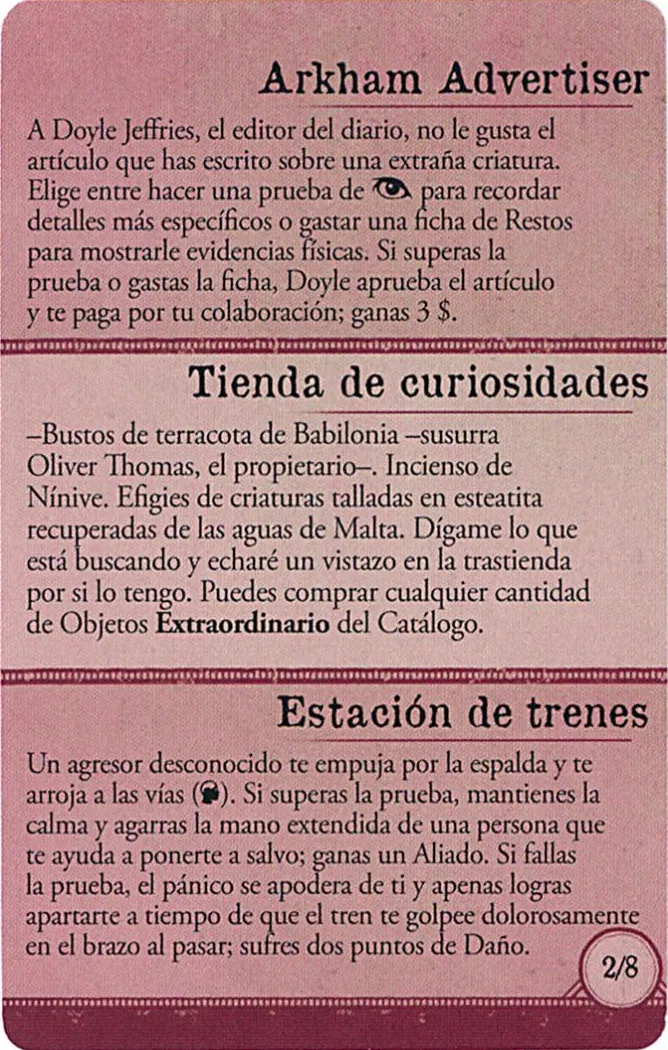 Arkham Advertiser
A Doyle Jeffries, el editor del diario, no le gusta el
artículo que has escrito sobre una extraña criatura.
Elige entre hacer una prueba de para recordar
detalles más específicos o gastar una ficha de Restos
para mostrarle evidencias físicas. Si superas la
prueba o gastas la ficha, Doyle aprueba el artículo
y te paga por tu colaboración; ganas 3 $.
Tienda de curiosidades
–Bustos de terracota de Babilonia –susurra
Oliver Thomas, el propietario–. Incienso de
Nínive. Efigies de criaturas talladas en esteatita
recuperadas de las aguas de Malta. Dígame lo que
está buscando y echaré un vistazo en la trastienda
por si lo tengo. Puedes comprar cualquier cantidad
de Objetos Extraordinario del Catálogo.
Estación de trenes
Un agresor desconocido te empuja por la espalda y te
arroja a las vías ( ). Si superas la prueba, mantienes la
calma y agarras la mano extendida de una persona que
te ayuda a ponerte a salvo; ganas un Aliado. Si fallas
la prueba, el pánico se apodera de ti y apenas logras
apartarte a tiempo de que el tren te golpee dolorosamente
en el brazo al pasar; sufres dos puntos de Daño.
2/8